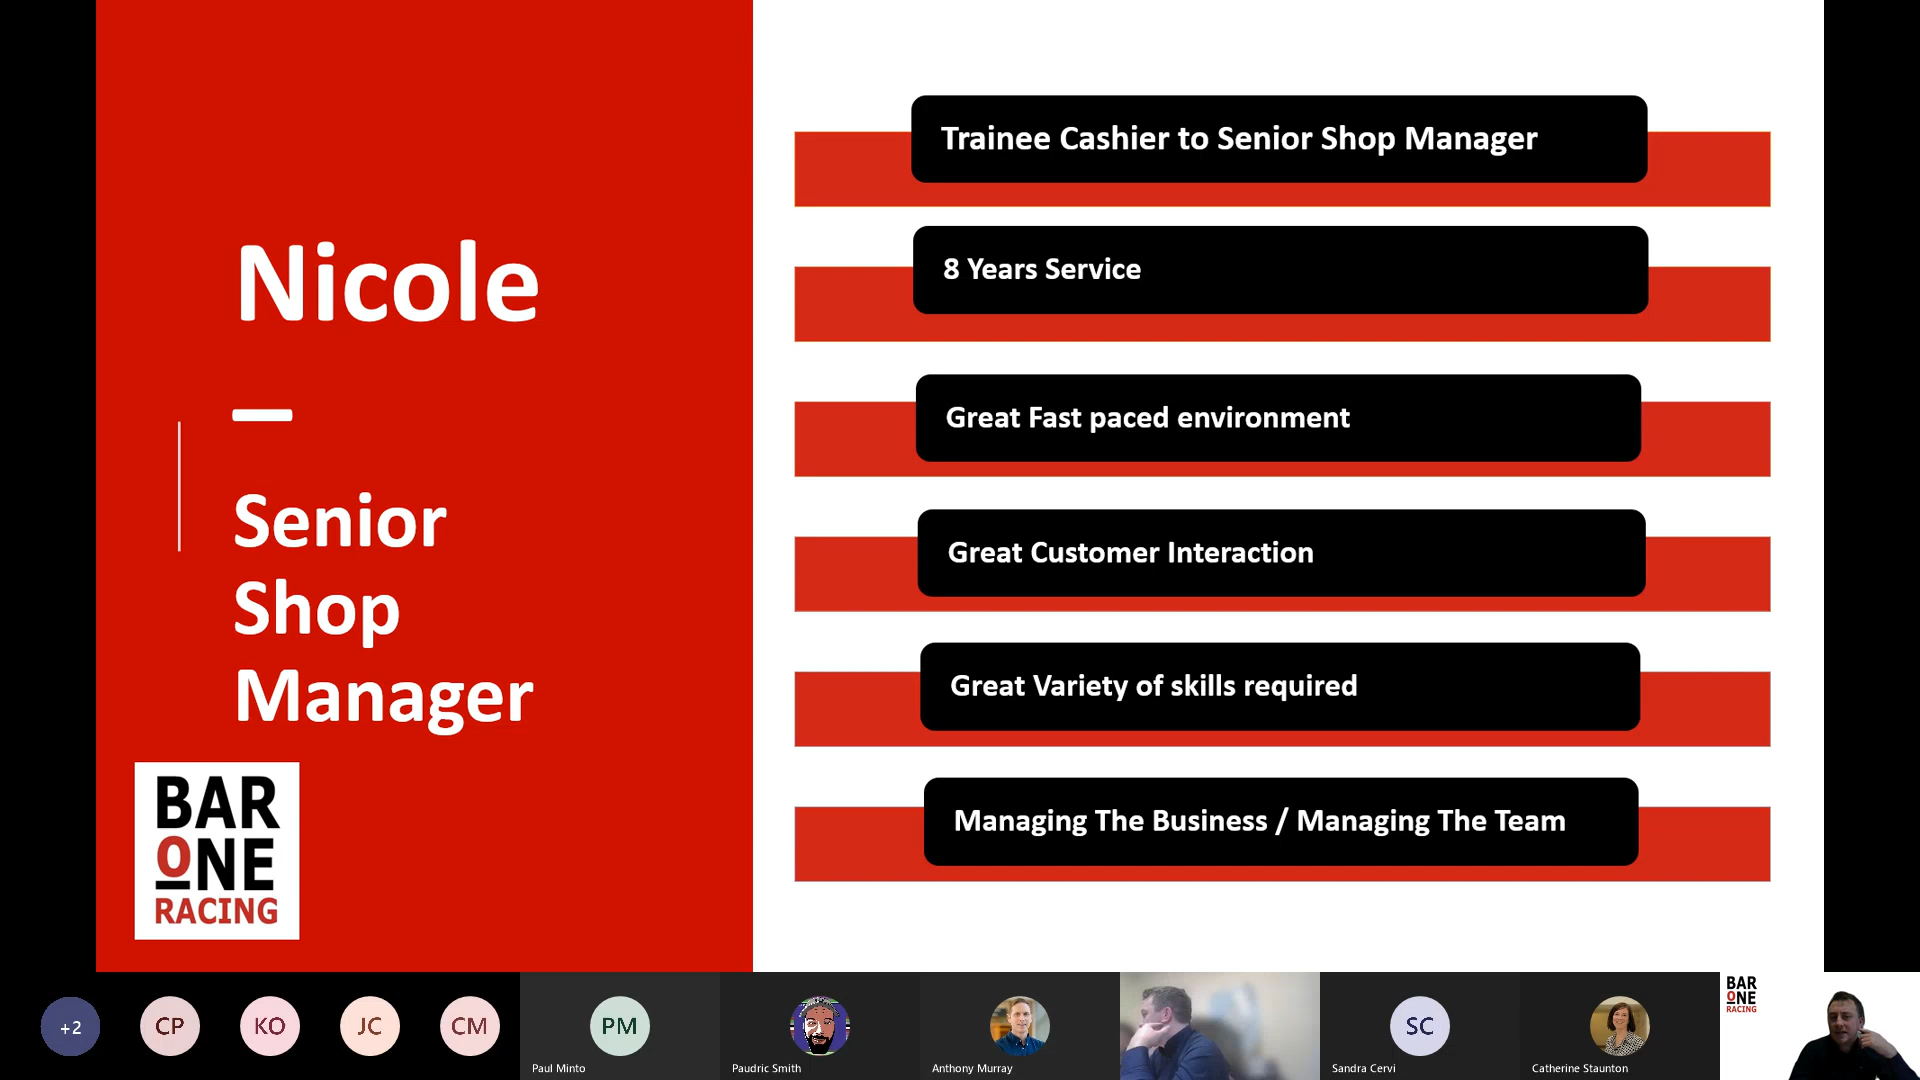 Nicole
Senior
Shop
Manager
BAR
ONE
RACING
Trainee Cashier to Senior Shop Manager
8 Years Service
Great Fast paced environment
Great Customer Interaction
Great Variety of skills required
Managing The Business / Managing The Team
+2
CP
KO
JC
CM
PM
Paul Minto
Paudric Smith
Anthony Murray
SC
Sandra Cervi
Catherine Staunton
BAR
ONE
RACING